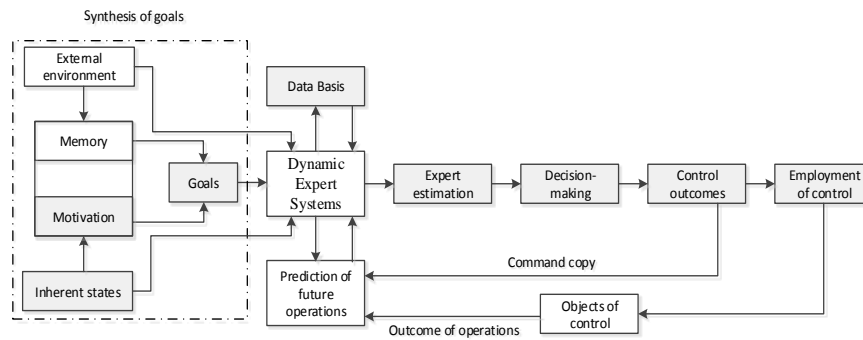 Synthesis of goals
External
environment
Memory
Motivation
Inherent states
Goals
Data Basis
Dynamic
Expert
Systems
Prediction of
future
operations
Expert
estimation
Decision-
making
Control
outcomes
Employment
of control
Command copy
Objects of
control
Outcome of operations